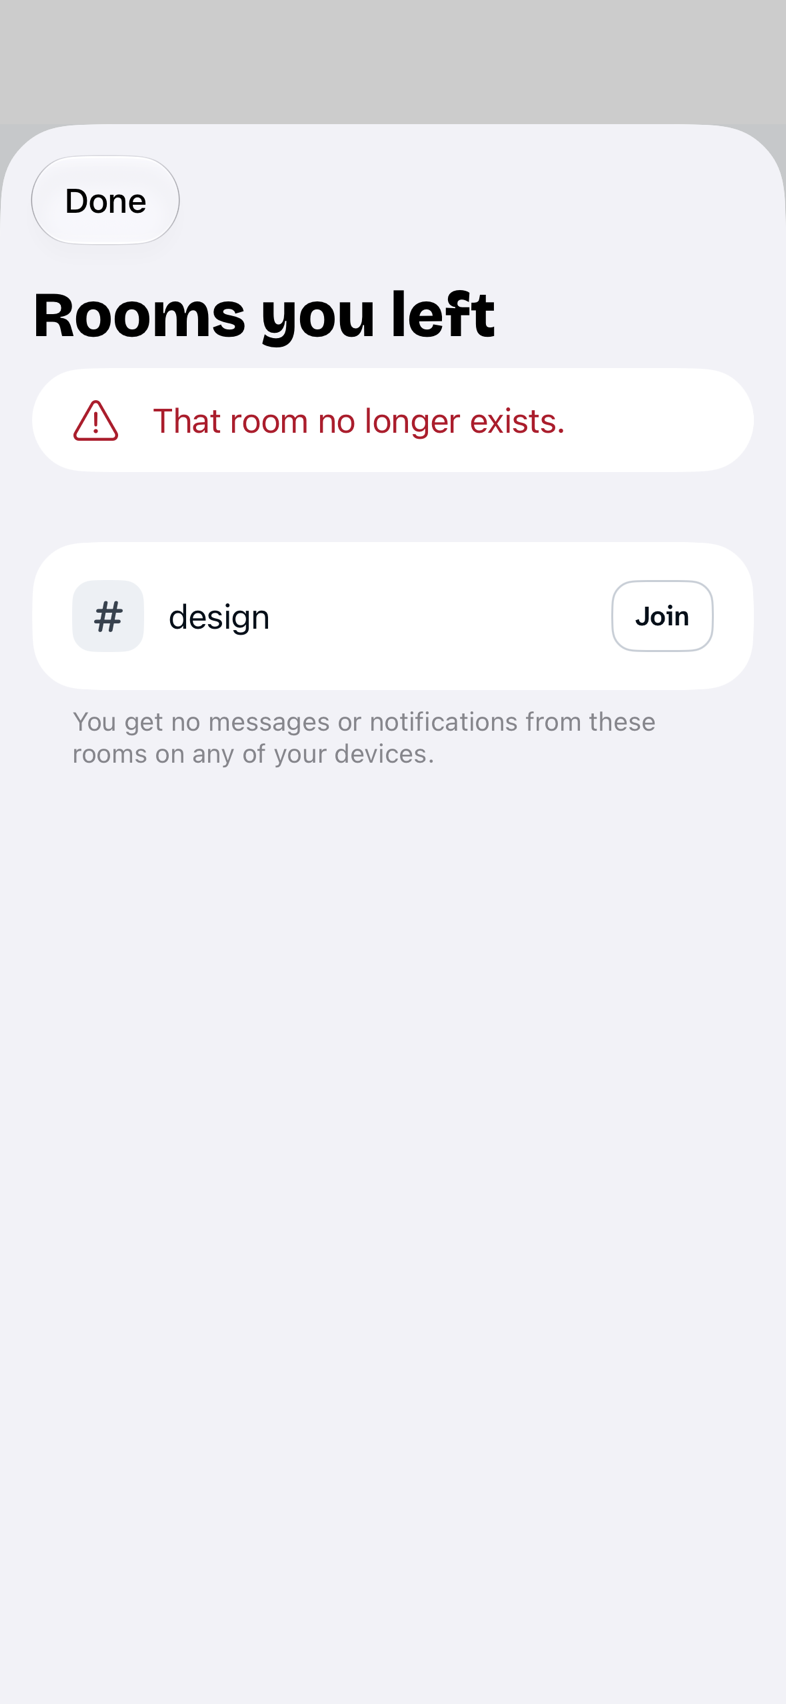 Done
Rooms you left
That room no longer exists.
# design
Join
You get no messages or notifications from these
rooms on any of your devices.